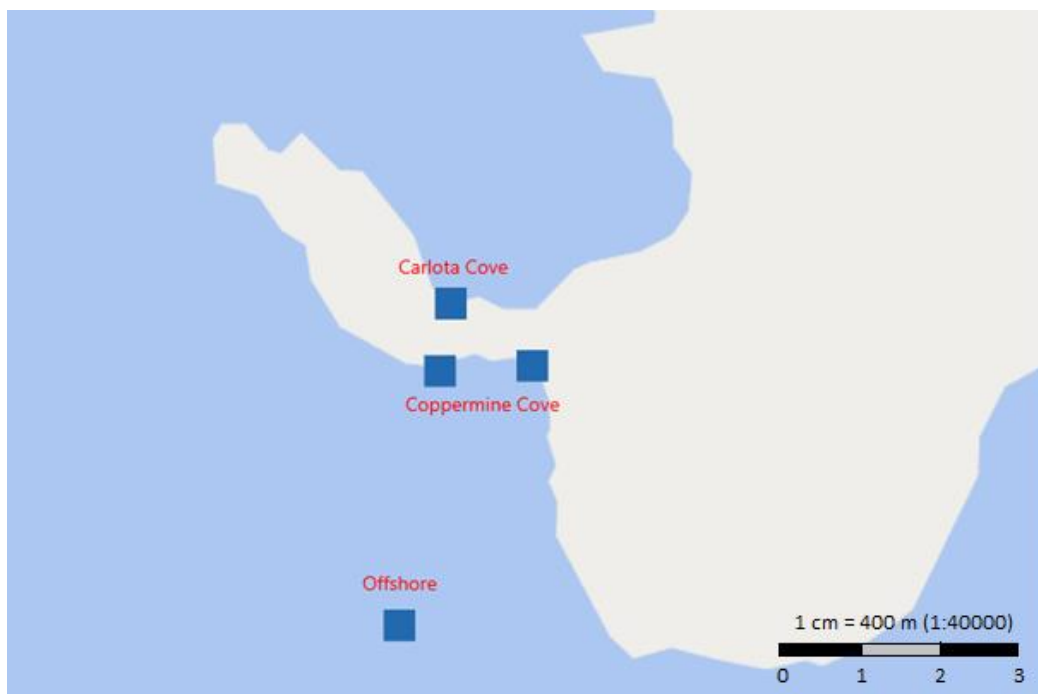 Carlota Cove
Coppermine Cove
Offshore
1 cm = 400 m (1:40000)
0 1 2 3